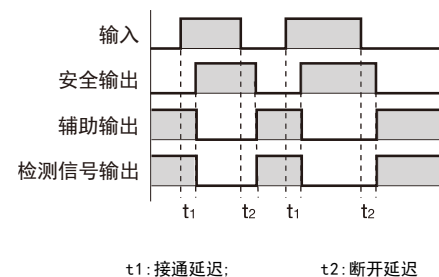 输入
安全输出
辅助输出
检测信号输出
t1 t2 t1 t2
t1:接通延迟; t2:断开延迟